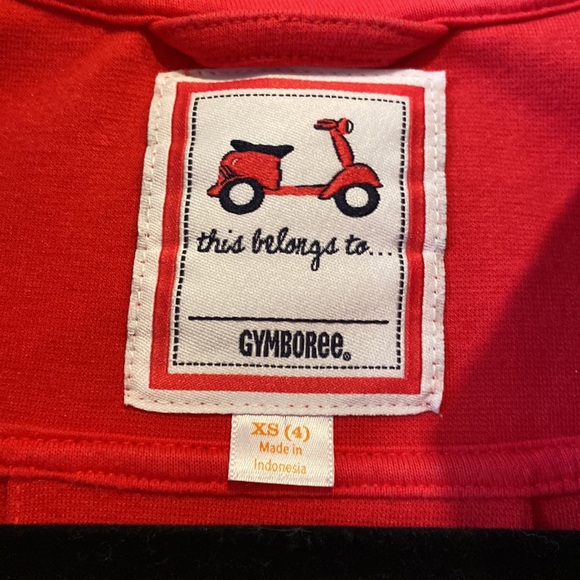 this belongs to...
GYMBOREE®
XS (4)
Made in
Indonesia